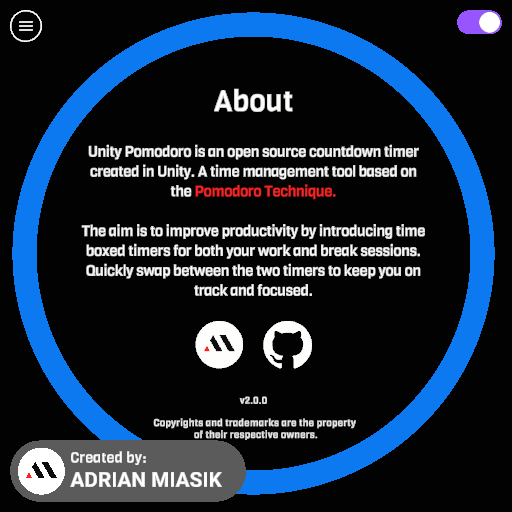 About
Unity Pomodoro is an open source countdown timer
created in Unity. A time management tool based on
the Pomodoro Technique.
The aim is to improve productivity by introducing time
boxed timers for both your work and break sessions.
Quickly swap between the two timers to keep you on
track and focused.
v2.0.0
Copyrights and trademarks are the property
of their respective owners.
Created by:
ADRIAN MIASIK